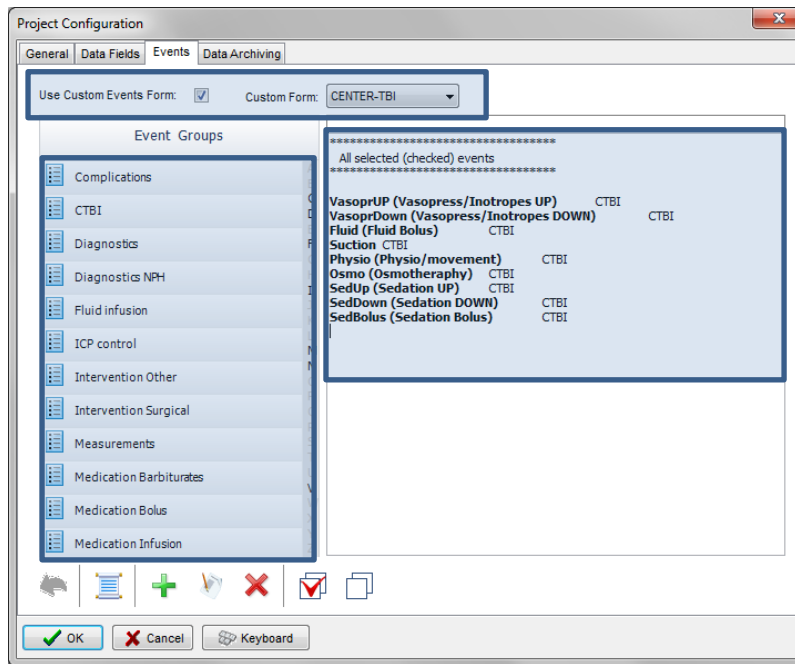 Project Configuration
General Data Fields Events Data Archiving
Use Custom Events Form: Custom Form: CENTER-TBI
Event Groups
Complications
CTBI
Diagnostics
Diagnostics NPH
Fluid infusion
ICP control
Intervention Other
Intervention Surgical
Measurements
Medication Barbiturates
Medication Bolus
Medication Infusion
**********************************
All selected (checked) events
**********************************
VasoprUP (Vasopress/Inotropes UP) CTBI
VasoprDown (Vasopress/Inotropes DOWN) CTBI
Fluid (Fluid Bolus) CTBI
Suction CTBI
Physio (Physio/movement) CTBI
Osmo (Osmotheraphy) CTBI
SedUp (Sedation UP) CTBI
SedDown (Sedation DOWN) CTBI
SedBolus (Sedation Bolus) CTBI
OK Cancel Keyboard